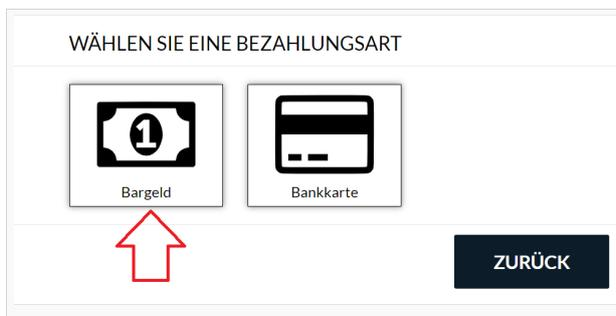 WÄHLEN SIE EINE BEZAHLUNGSART
1
Bargeld
Bankkarte
ZURÜCK